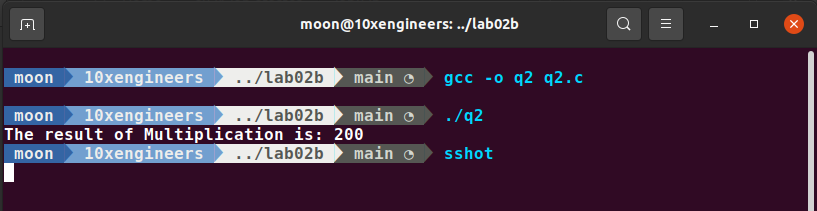 moon@10xengineers: ../lab02b
moon 10xengineers ../lab02b main ◔ gcc -o q2 q2.c
moon 10xengineers ../lab02b main ◔ ./q2
The result of Multiplication is: 200
moon 10xengineers ../lab02b main ◔ sshot